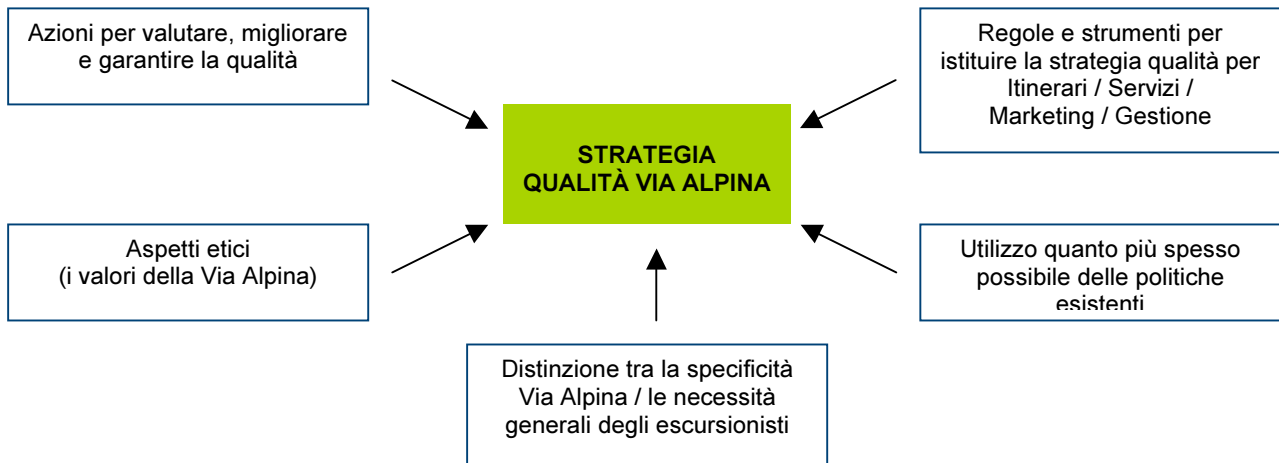 Azioni per valutare, migliorare
e garantire la qualità
Regole e strumenti per
istituire la strategia qualità per
Itinerari / Servizi /
Marketing / Gestione
STRATEGIA
QUALITÀ VIA ALPINA
Aspetti etici
(i valori della Via Alpina)
Utilizzo quanto più spesso
possibile delle politiche
esistenti
Distinzione tra la specificità
Via Alpina / le necessità
generali degli escursionisti